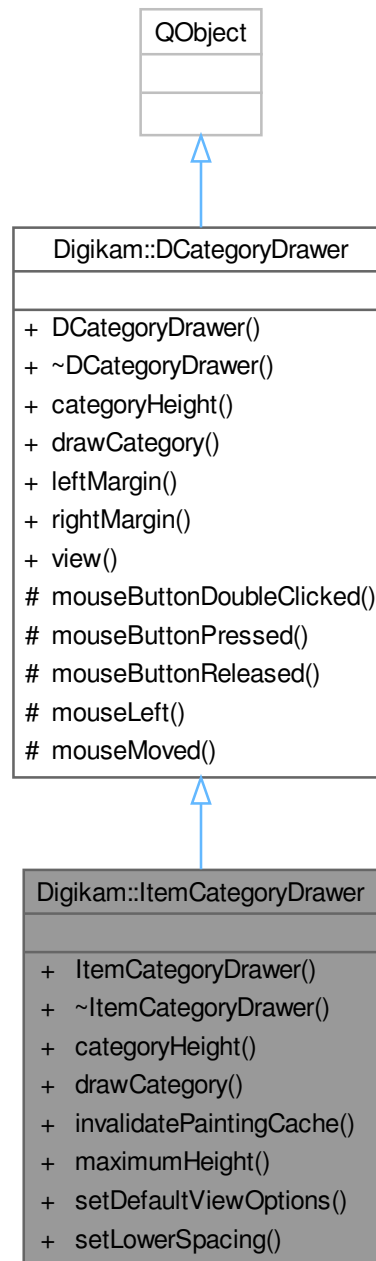 QObject
Digikam::DCategoryDrawer
+ DCategoryDrawer()
+ ~DCategoryDrawer()
+ categoryHeight()
+ drawCategory()
+ leftMargin()
+ rightMargin()
+ view()
# mouseButtonDoubleClicked()
# mouseButtonPressed()
# mouseButtonReleased()
# mouseLeft()
# mouseMoved()
Digikam::ItemCategoryDrawer
+ ItemCategoryDrawer()
+ ~ItemCategoryDrawer()
+ categoryHeight()
+ drawCategory()
+ invalidatePaintingCache()
+ maximumHeight()
+ setDefaultViewOptions()
+ setLowerSpacing()